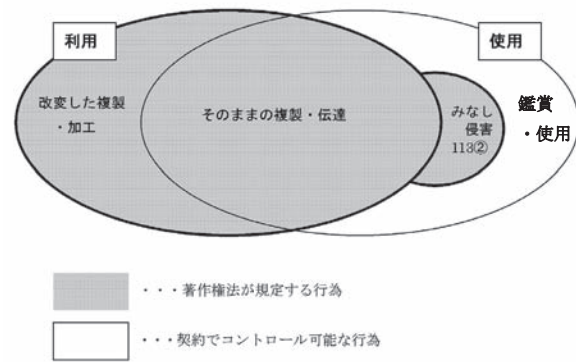 利用
使用
改変した複製
・加工
そのままの複製・伝達
みなし
侵害
113②
鑑賞
・使用
・・・著作権法が規定する行為
・・・契約でコントロール可能な行為